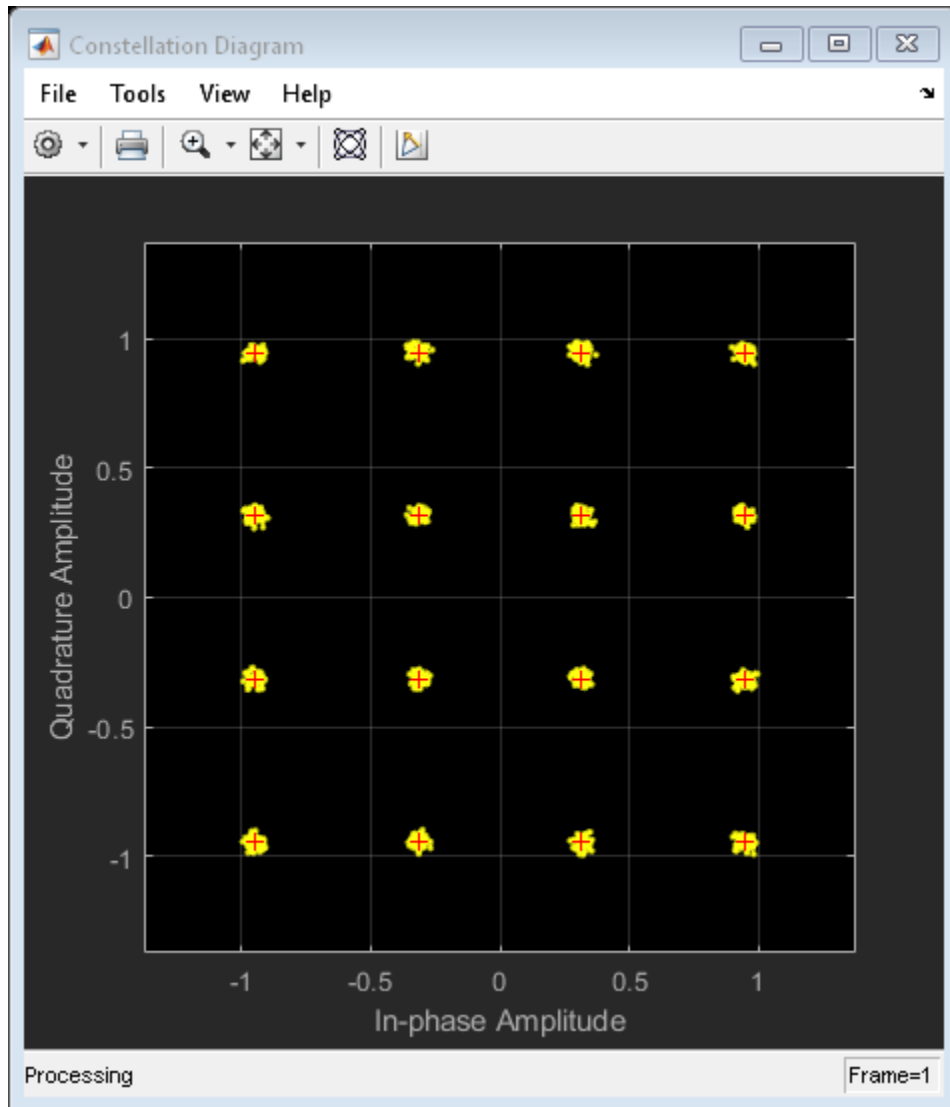 Constellation Diagram
File Tools View Help
1
0.5
0
-0.5
-1
Quadrature Amplitude
-1 -0.5 0 0.5 1
In-phase Amplitude
Processing Frame=1